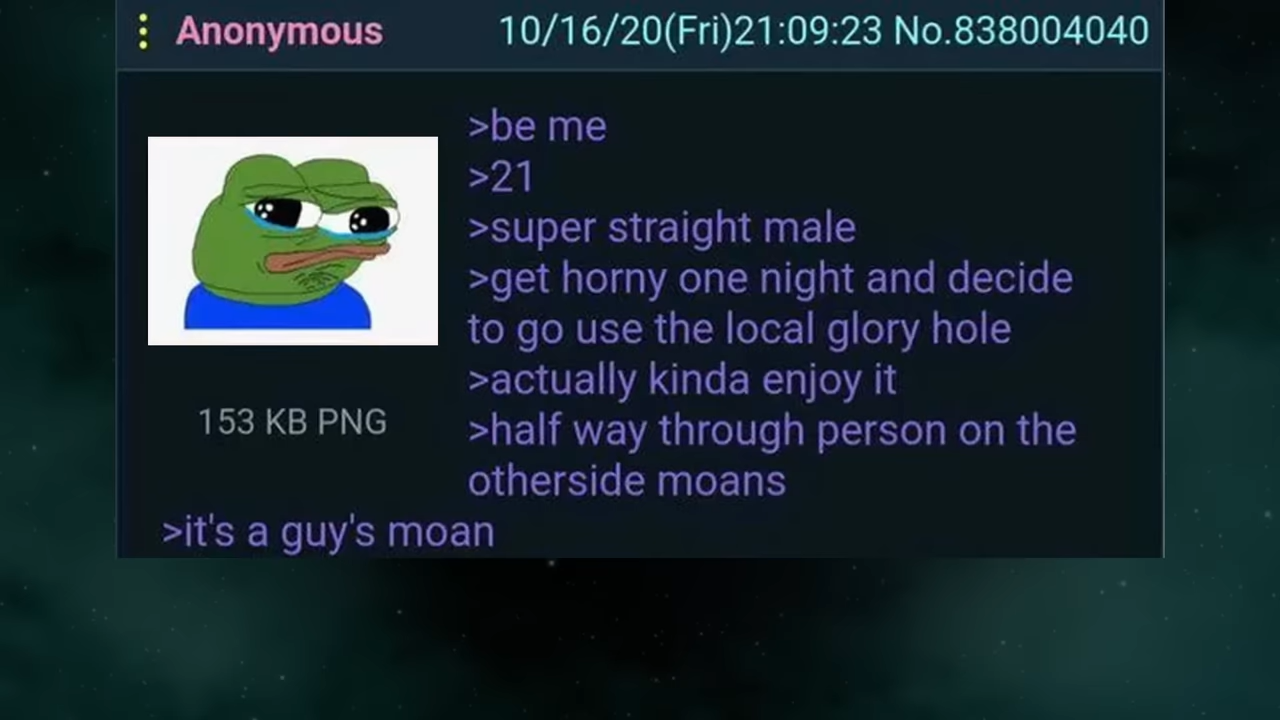 Anonymous 10/16/20(Fri)21:09:23 No.838004040
>be me
>21
>super straight male
>get horny one night and decide
to go use the local glory hole
>actually kinda enjoy it
>half way through person on the
otherside moans
153 KB PNG
>it's a guy's moan